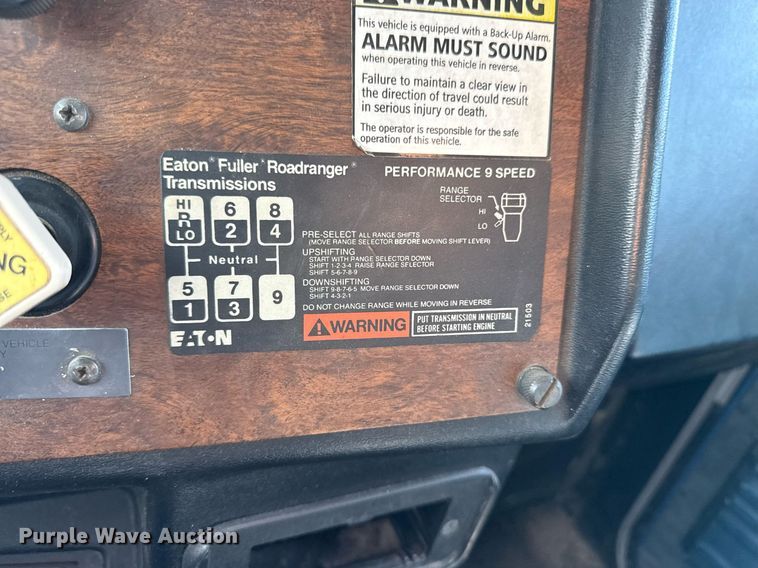 WARNING
This vehicle is equipped with a Back-Up Alarm.
ALARM MUST SOUND
when operating this vehicle in reverse.
Failure to maintain a clear view in
the direction of travel could result
in serious injury or death.
The operator is responsible for the safe
operation of this vehicle.
Eaton® Fuller® Roadranger®
Transmissions
PERFORMANCE 9 SPEED
HI
R
LO
6
2
8
4
Neutral
5
1
7
3
9
RANGE
SELECTOR
HI
LO
PRE-SELECT ALL RANGE SHIFTS
(MOVE RANGE SELECTOR BEFORE MOVING SHIFT LEVER)
UPSHIFTING
START WITH RANGE SELECTOR DOWN
SHIFT 1-2-3-4 RAISE RANGE SELECTOR
SHIFT 5-6-7-8-9
DOWNSHIFTING
SHIFT 9-8-7-6-5 MOVE RANGE SELECTOR DOWN
SHIFT 4-3-2-1
DO NOT CHANGE RANGE WHILE MOVING IN REVERSE
WARNING
PUT TRANSMISSION IN NEUTRAL
BEFORE STARTING ENGINE
21503
EATON
VEHICLE
Purple Wave Auction